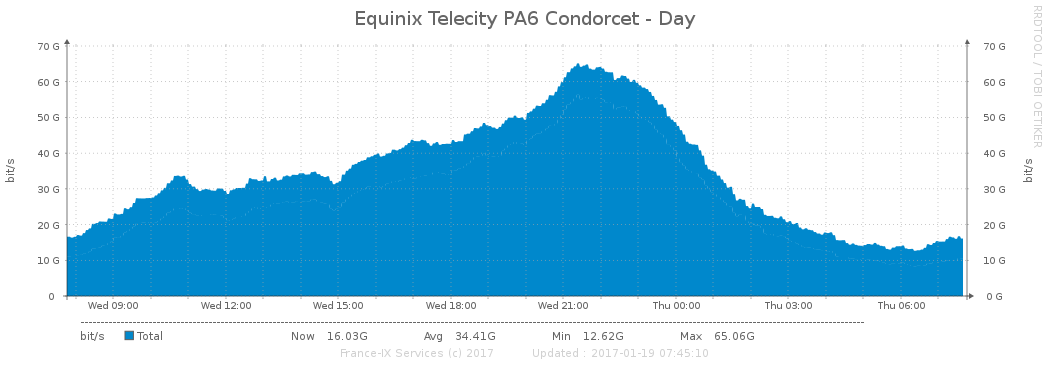 Equinix Telecity PA6 Condorcet - Day
RRDTOOL / TOBI OETIKER
bit/s
70 G 70 G
60 G 60 G
50 G 50 G
40 G 40 G
30 G 30 G
20 G 20 G
10 G 10 G
0 0 G
bit/s
Wed 09:00 Wed 12:00 Wed 15:00 Wed 18:00 Wed 21:00 Thu 00:00 Thu 03:00 Thu 06:00
bit/s Total Now 16.03G Avg 34.41G Min 12.62G Max 65.06G
France-IX Services (c) 2017 Updated : 2017-01-19 07:45:10